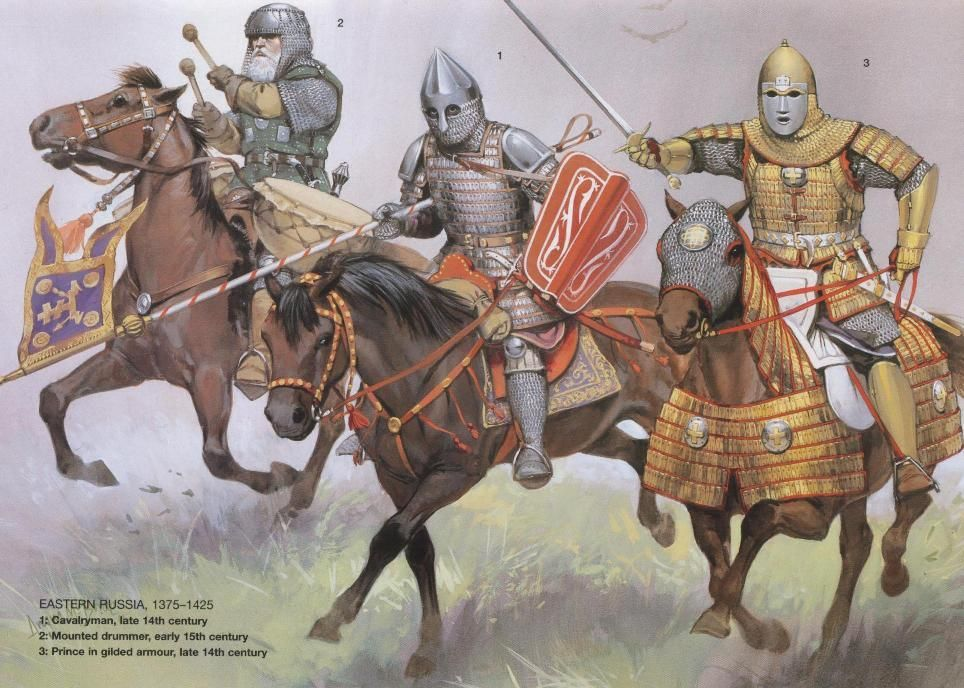 2
1
3
EASTERN RUSSIA, 1375–1425
1: Cavalryman, late 14th century
2: Mounted drummer, early 15th century
3: Prince in gilded armour, late 14th century